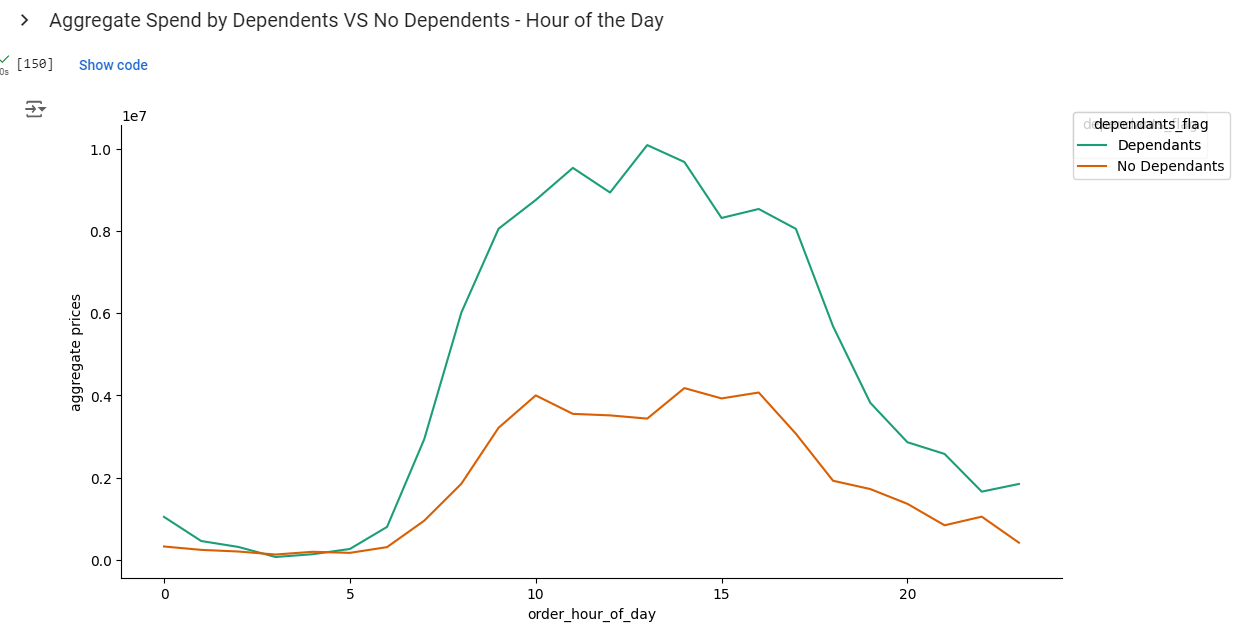 Aggregate Spend by Dependents VS No Dependents - Hour of the Day
0s
[150]
Show code
1e7
dependants_flag
Dependants
No Dependants
1.0
0.8
0.6
0.4
0.2
0.0
aggregate prices
0 5 10 15 20
order_hour_of_day